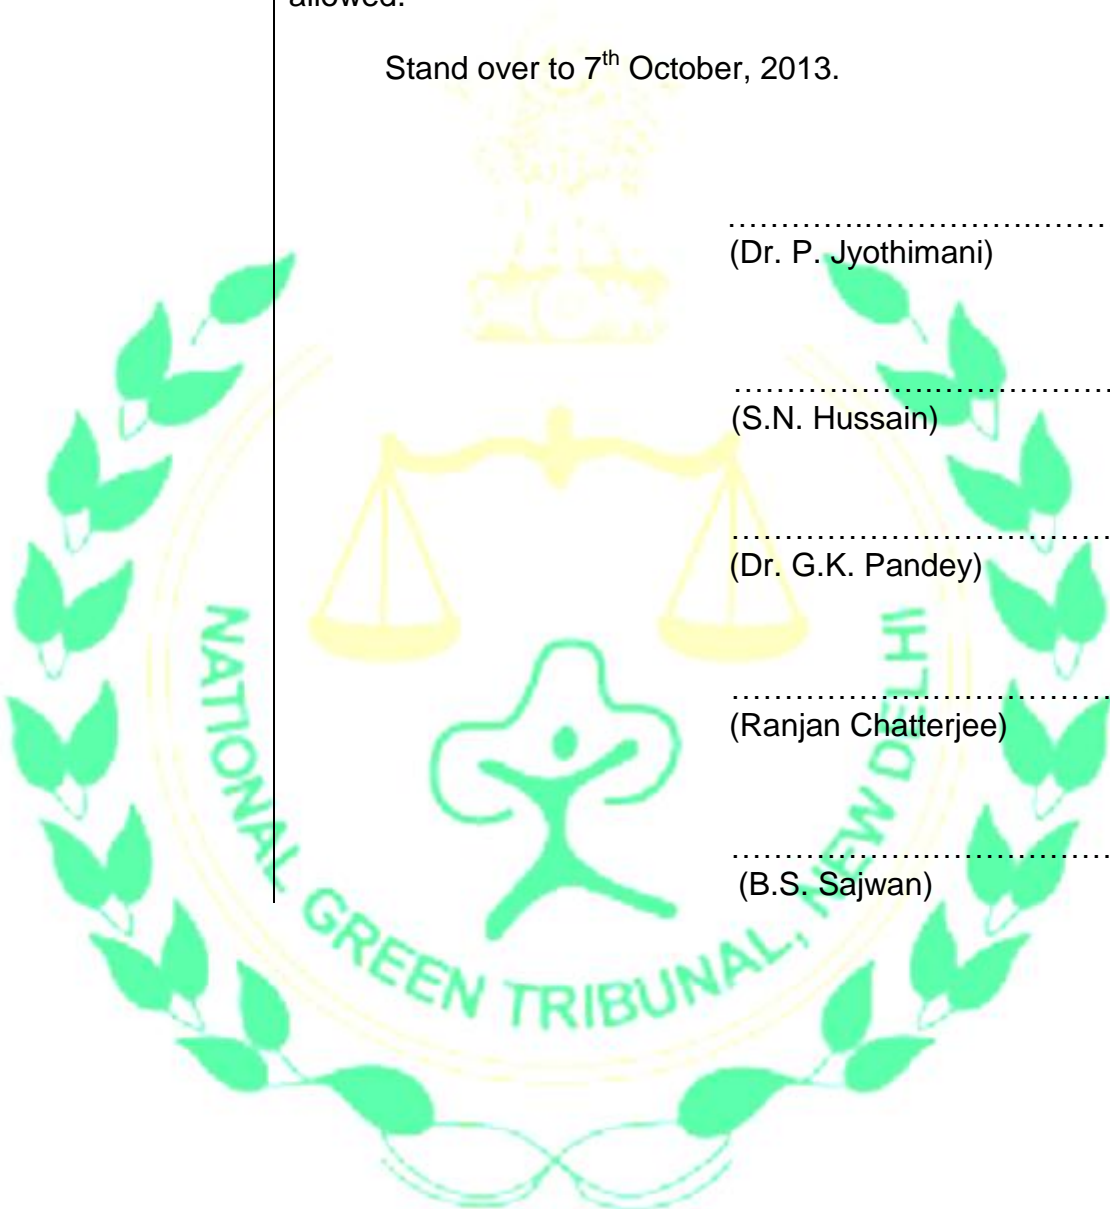 allowed.
Stand over to 7th October, 2013.
………………………………
(Dr. P. Jyothimani)
………………………………
(S.N. Hussain)
………………………………
(Dr. G.K. Pandey)
………………………………
(Ranjan Chatterjee)
………………………………
(B.S. Sajwan)
NATIONAL GREEN TRIBUNAL, NEW DELHI